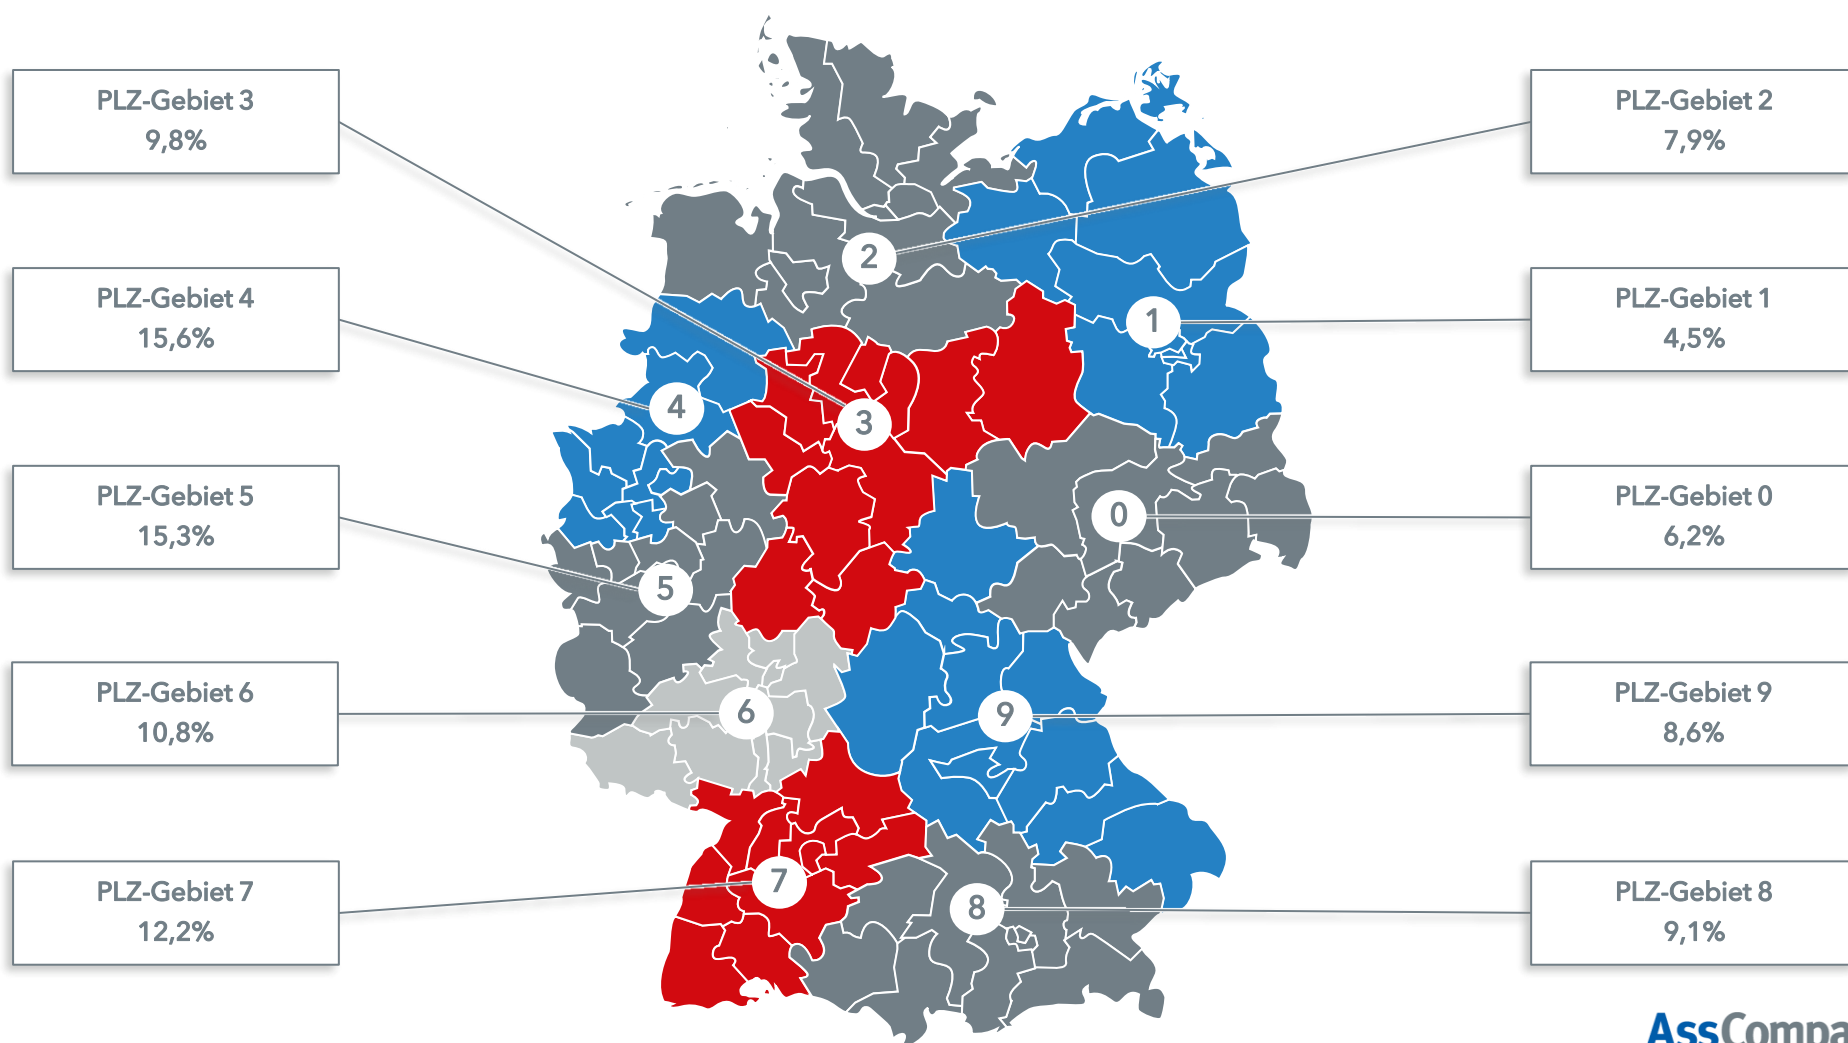 PLZ-Gebiet 3
9,8%
PLZ-Gebiet 4
15,6%
PLZ-Gebiet 5
15,3%
PLZ-Gebiet 6
10,8%
PLZ-Gebiet 7
12,2%
2
1
3
4
0
5
6
9
7
8
PLZ-Gebiet 2
7,9%
PLZ-Gebiet 1
4,5%
PLZ-Gebiet 0
6,2%
PLZ-Gebiet 9
8,6%
PLZ-Gebiet 8
9,1%
AssCompa